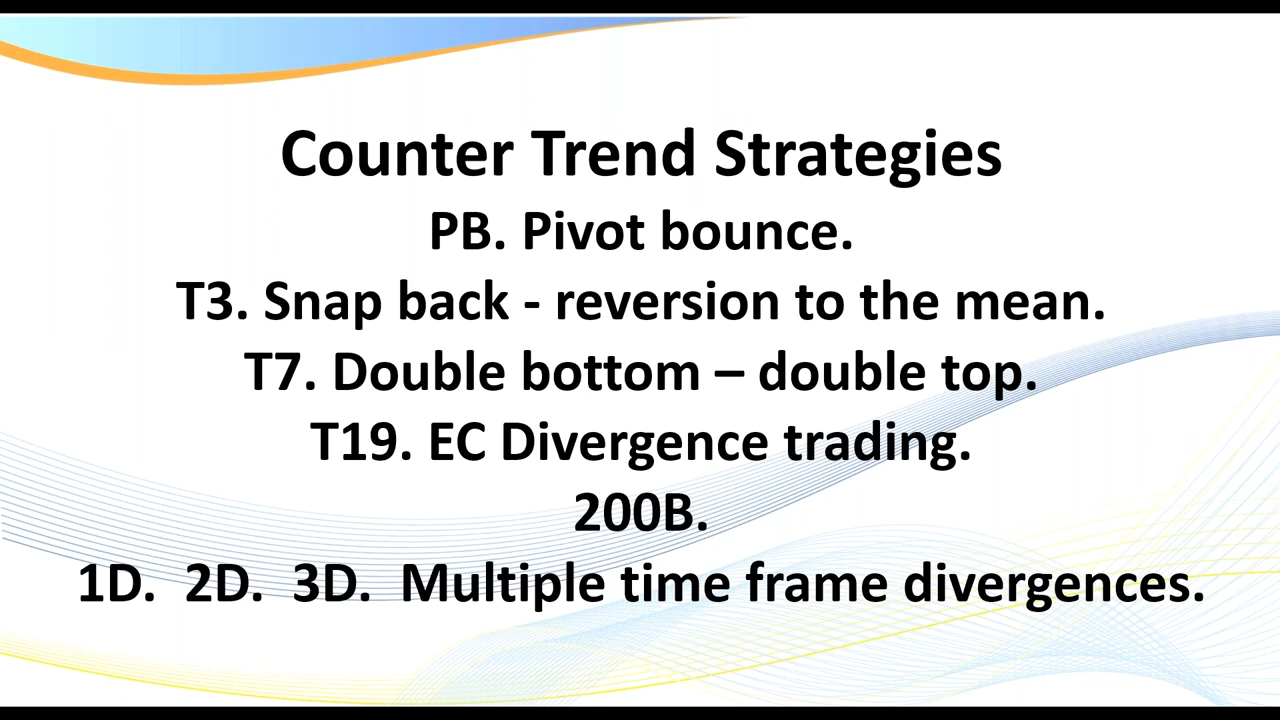 Counter Trend Strategies
PB. Pivot bounce.
T3. Snap back - reversion to the mean.
T7. Double bottom – double top.
T19. EC Divergence trading.
200B.
1D.  2D.  3D.  Multiple time frame divergences.